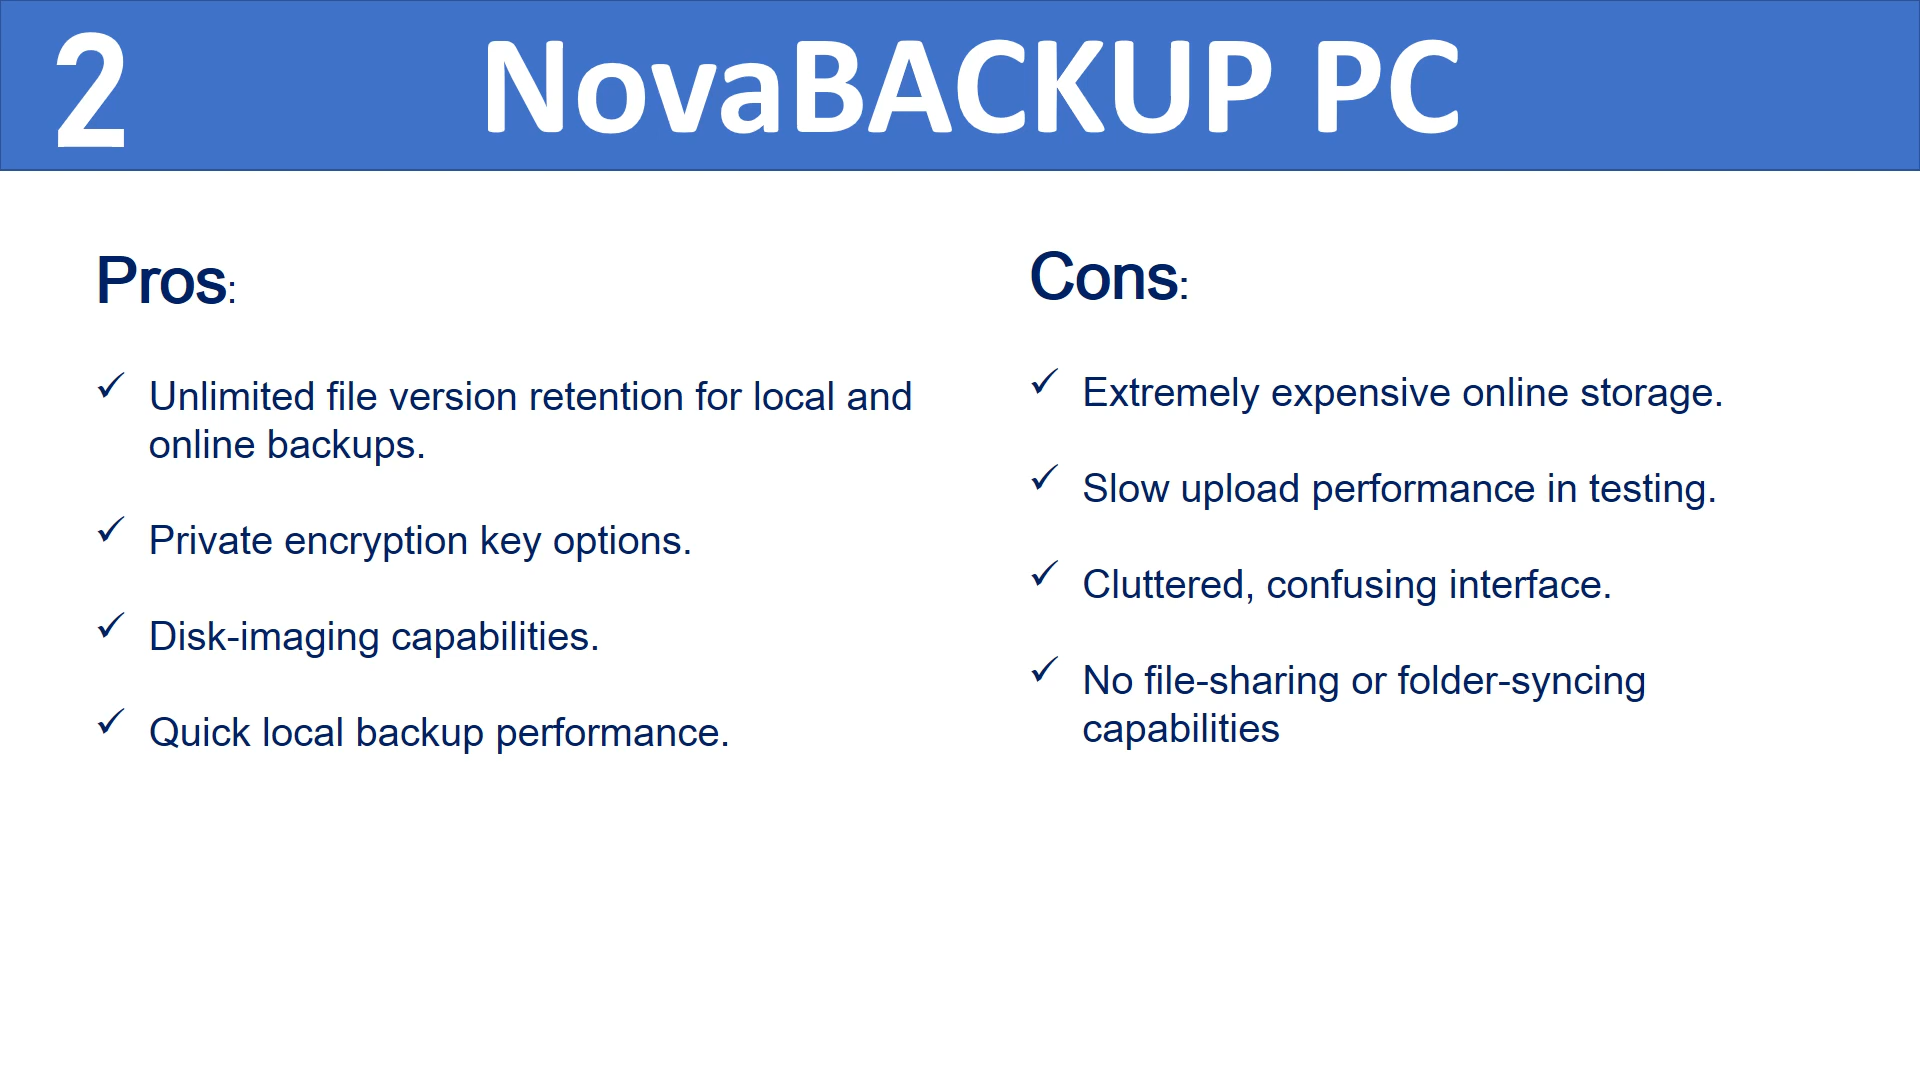 2
NovaBACKUP PC
Pros:
✓ Unlimited file version retention for local and
online backups.
✓ Private encryption key options.
✓ Disk-imaging capabilities.
✓ Quick local backup performance.
Cons:
✓ Extremely expensive online storage.
✓ Slow upload performance in testing.
✓ Cluttered, confusing interface.
✓ No file-sharing or folder-syncing
capabilities